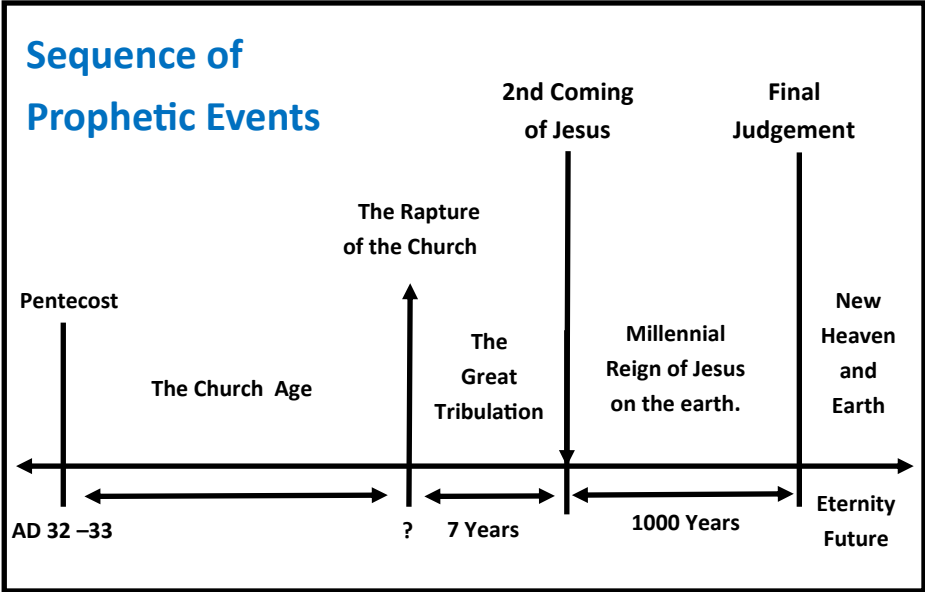 Sequence of
Prophetic Events
2nd Coming
of Jesus
Final
Judgement
The Rapture
of the Church
Pentecost
The Church Age
The
Great
Tribulation
Millennial
Reign of Jesus
on the earth.
New
Heaven
and
Earth
AD 32 –33
?
7 Years
1000 Years
Eternity
Future